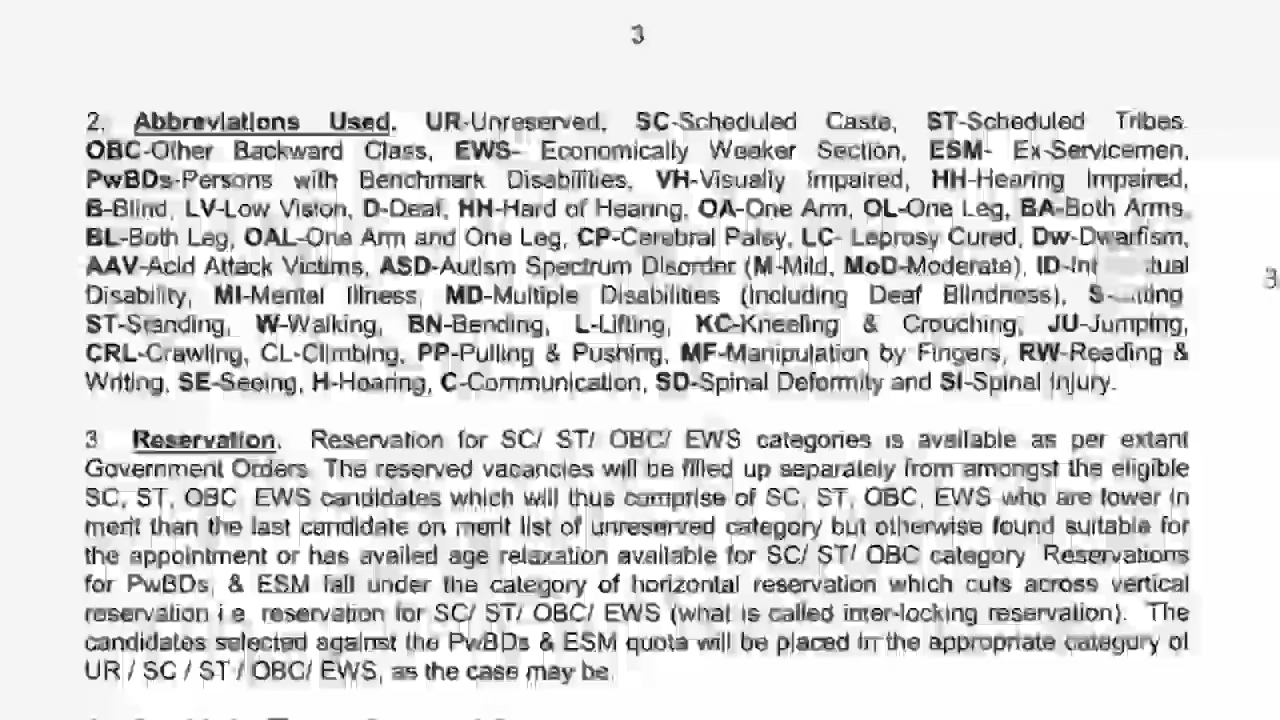 3
2. Abbreviations Used. UR-Unreserved, SC-Scheduled Caste, ST-Scheduled Tribes.
OBC-Other Backward Class, EWS- Economically Weaker Section, ESM- Ex-Servicemen,
PwBDs-Persons with Benchmark Disabilities, VH-Visually Impaired, HH-Hearing Impaired,
B-Blind, LV-Low Vision, D-Deaf, HH-Hard of Hearing, OA-One Arm, OL-One Leg, BA-Both Arms,
BL-Both Leg, OAL-One Arm and One Leg, CP-Cerebral Palsy, LC- Leprosy Cured, Dw-Dwarfism,
AAV-Acid Attack Victims, ASD-Autism Spectrum Disorder (M-Mild, MoD-Moderate),
Disability, MI-Mental Illness, MD-Multiple Disabilities (Including Deaf Blindness),
ST-Standing, W-Walking, BN-Bending, L-Lifting, KC-Kneeling & Crouching, JU-Jumping,
CRL-Crawling, CL-Climbing, PP-Pulling & Pushing, MF-Manipulation by Fingers, RW-Reading &
Writing, SE-Seeing, H-Hearing, C-Communication, SD-Spinal Deformity and SI-Spinal Injury.
3 Reservation. Reservation for SC/ ST/ OBC/ EWS categories is available as per extant
Government Orders. The reserved vacancies will be filled up separately from amongst the eligible
SC, ST, OBC, EWS candidates which will thus comprise of SC, ST, OBC, EWS who are lower in
merit than the last candidate on merit list of unreserved category but otherwise found suitable for
the appointment or has availed age relaxation available for SC/ ST/ OBC category. Reservations
for PwBDs, & ESM fall under the category of horizontal reservation which cuts across vertical
reservation i.e. reservation for SC/ ST/ OBC/ EWS (what is called inter-locking reservation). The
candidates selected against the PwBDs & ESM quota will be placed in the appropriate category of
UR / SC / ST / OBC/ EWS, as the case may be.